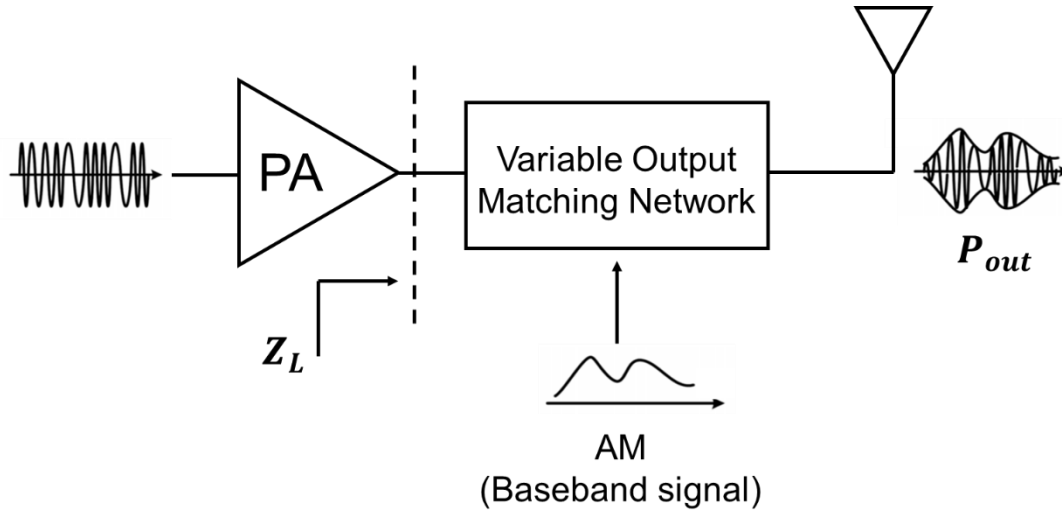 PA
Variable Output
Matching Network
P_out
Z_L
AM
(Baseband signal)